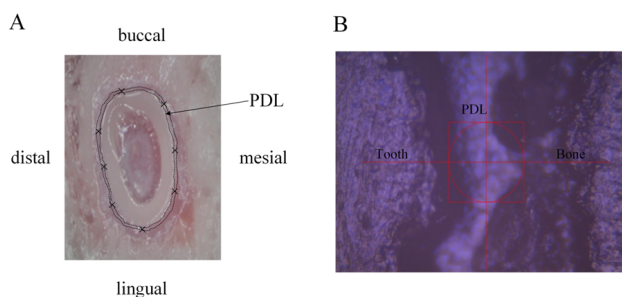 A
buccal
PDL
distal
mesial
lingual
B
PDL
Tooth
Bone